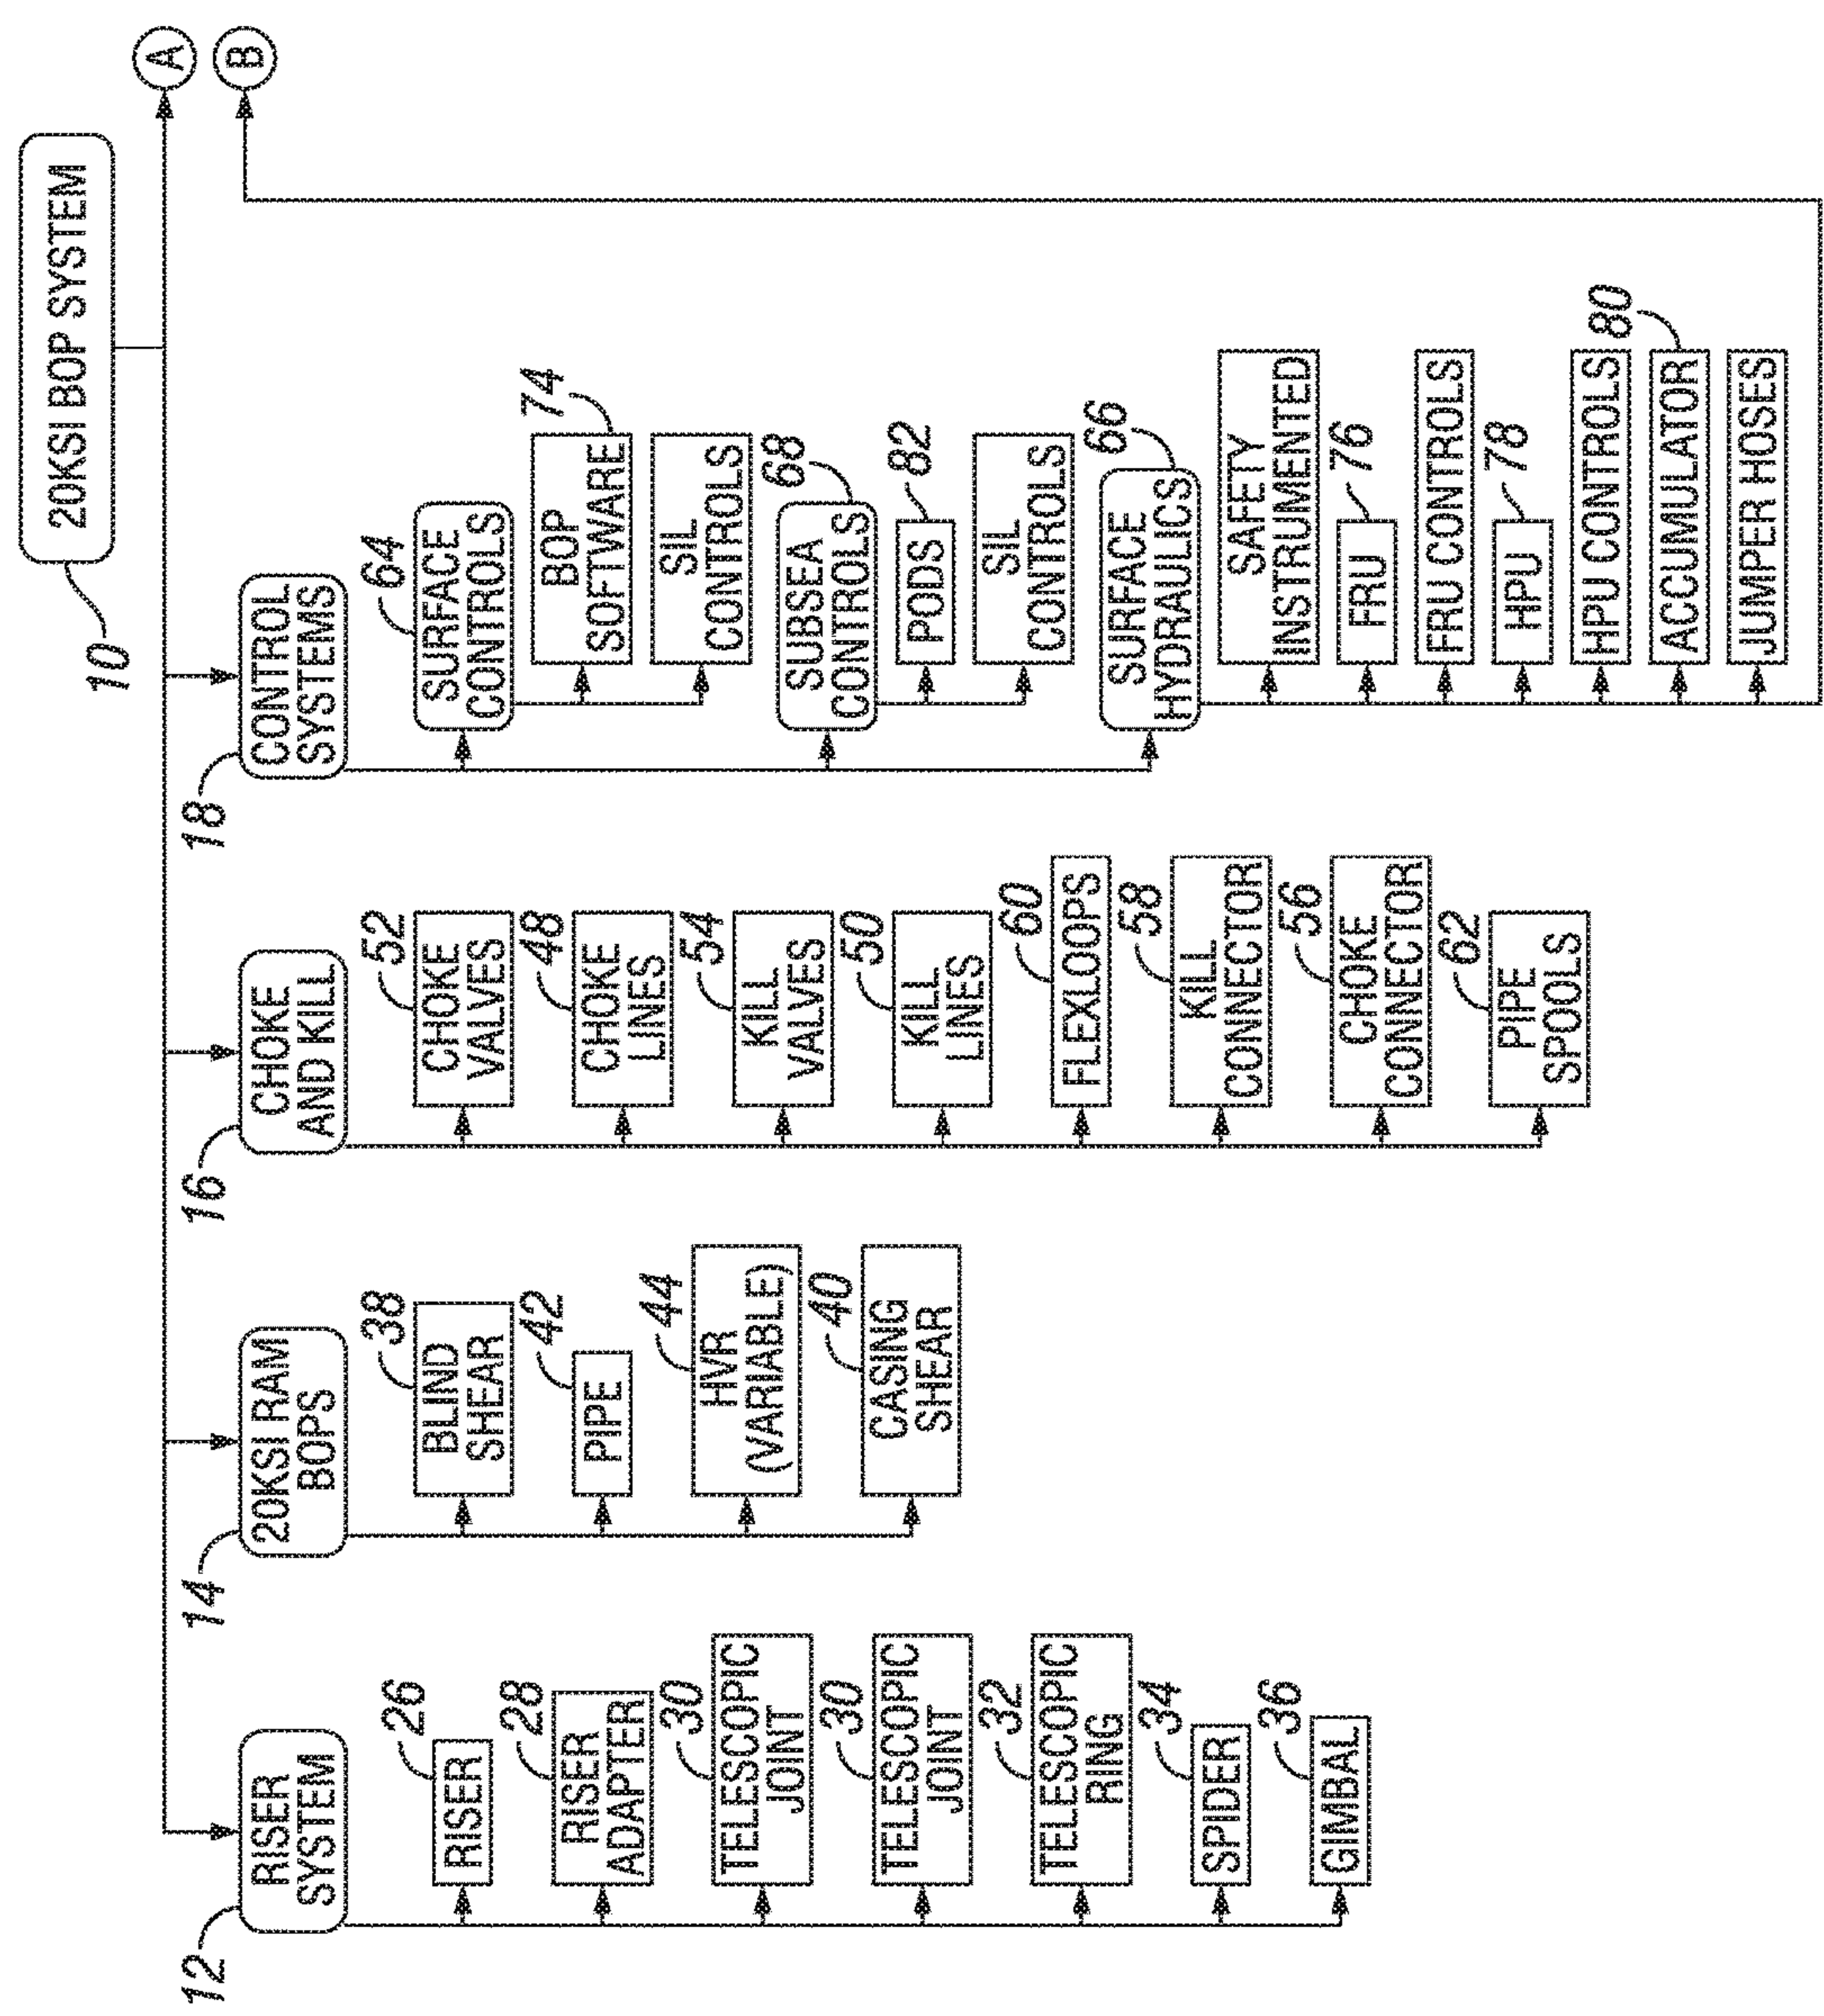 20KSI BOP SYSTEM
10
A
B
12
RISER
SYSTEM
26
RISER
28
RISER
ADAPTER
30
TELESCOPIC
JOINT
30
TELESCOPIC
JOINT
32
TELESCOPIC
RING
34
SPIDER
36
GIMBAL
14
20KSI RAM
BOPS
38
BLIND
SHEAR
42
PIPE
44
HVR
(VARIABLE)
40
CASING
SHEAR
16
CHOKE
AND KILL
52
CHOKE
VALVES
48
CHOKE
LINES
54
KILL
VALVES
50
KILL
LINES
60
FLEXLOOPS
58
KILL
CONNECTOR
56
CHOKE
CONNECTOR
62
PIPE
SPOOLS
18
CONTROL
SYSTEMS
64
SURFACE
CONTROLS
74
BOP
SOFTWARE
SIL
CONTROLS
68
SUBSEA
CONTROLS
82
PODS
SIL
CONTROLS
66
SURFACE
HYDRAULICS
SAFETY
INSTRUMENTED
76
FRU
FRU CONTROLS
78
HPU
HPU CONTROLS
80
ACCUMULATOR
JUMPER HOSES